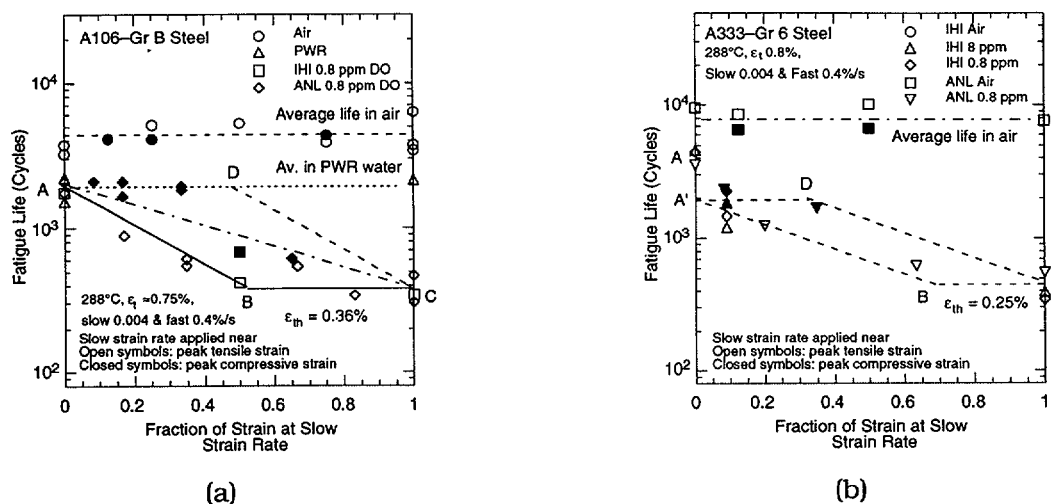 A106–Gr B Steel
Air
PWR
IHI 0.8 ppm DO
ANL 0.8 ppm DO
10⁴
Average life in air
Av. in PWR water
A
D
10³
B
C
288°C, εt ≈0.75%,
slow 0.004 & fast 0.4%/s
εth = 0.36%
Slow strain rate applied near
Open symbols: peak tensile strain
Closed symbols: peak compressive strain
10²
0 0.2 0.4 0.6 0.8 1
Fatigue Life (Cycles)
Fraction of Strain at Slow
Strain Rate
(a)
A333–Gr 6 Steel
288°C, εt 0.8%,
Slow 0.004 & Fast 0.4%/s
IHI Air
IHI 8 ppm
IHI 0.8 ppm
ANL Air
ANL 0.8 ppm
10⁴
Average life in air
A
A'
D
10³
B
εth = 0.25%
Slow strain rate applied near
Open symbols: peak tensile strain
Closed symbols: peak compressive strain
10²
0 0.2 0.4 0.6 0.8 1
Fatigue Life (Cycles)
Fraction of Strain at Slow
Strain Rate
(b)